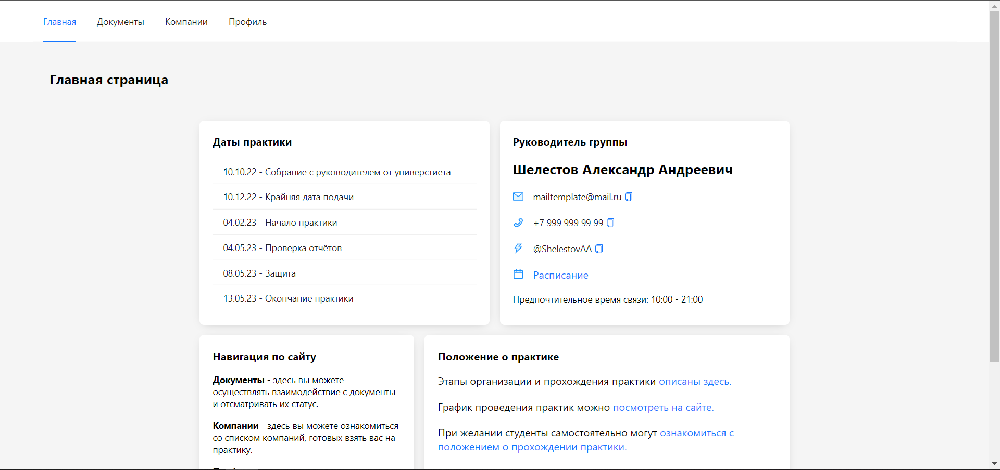 Главная Документы Компании Профиль
Главная страница
Даты практики
10.10.22 - Собрание с руководителем от универстиета
10.12.22 - Крайняя дата подачи
04.02.23 - Начало практики
04.05.23 - Проверка отчётов
08.05.23 - Защита
13.05.23 - Окончание практики
Руководитель группы
Шелестов Александр Андреевич
mailtemplate@mail.ru
+7 999 999 99 99
@ShelestovAA
Расписание
Предпочтительное время связи: 10:00 - 21:00
Навигация по сайту
Документы - здесь вы можете
осуществлять взаимодействие с документы
и отсматривать их статус.
Компании - здесь вы можете ознакомиться
со списком компаний, готовых взять вас на
практику.
Положение о практике
Этапы организации и прохождения практики описаны здесь.
График проведения практик можно посмотреть на сайте.
При желании студенты самостоятельно могут ознакомиться с
положением о прохождении практики.